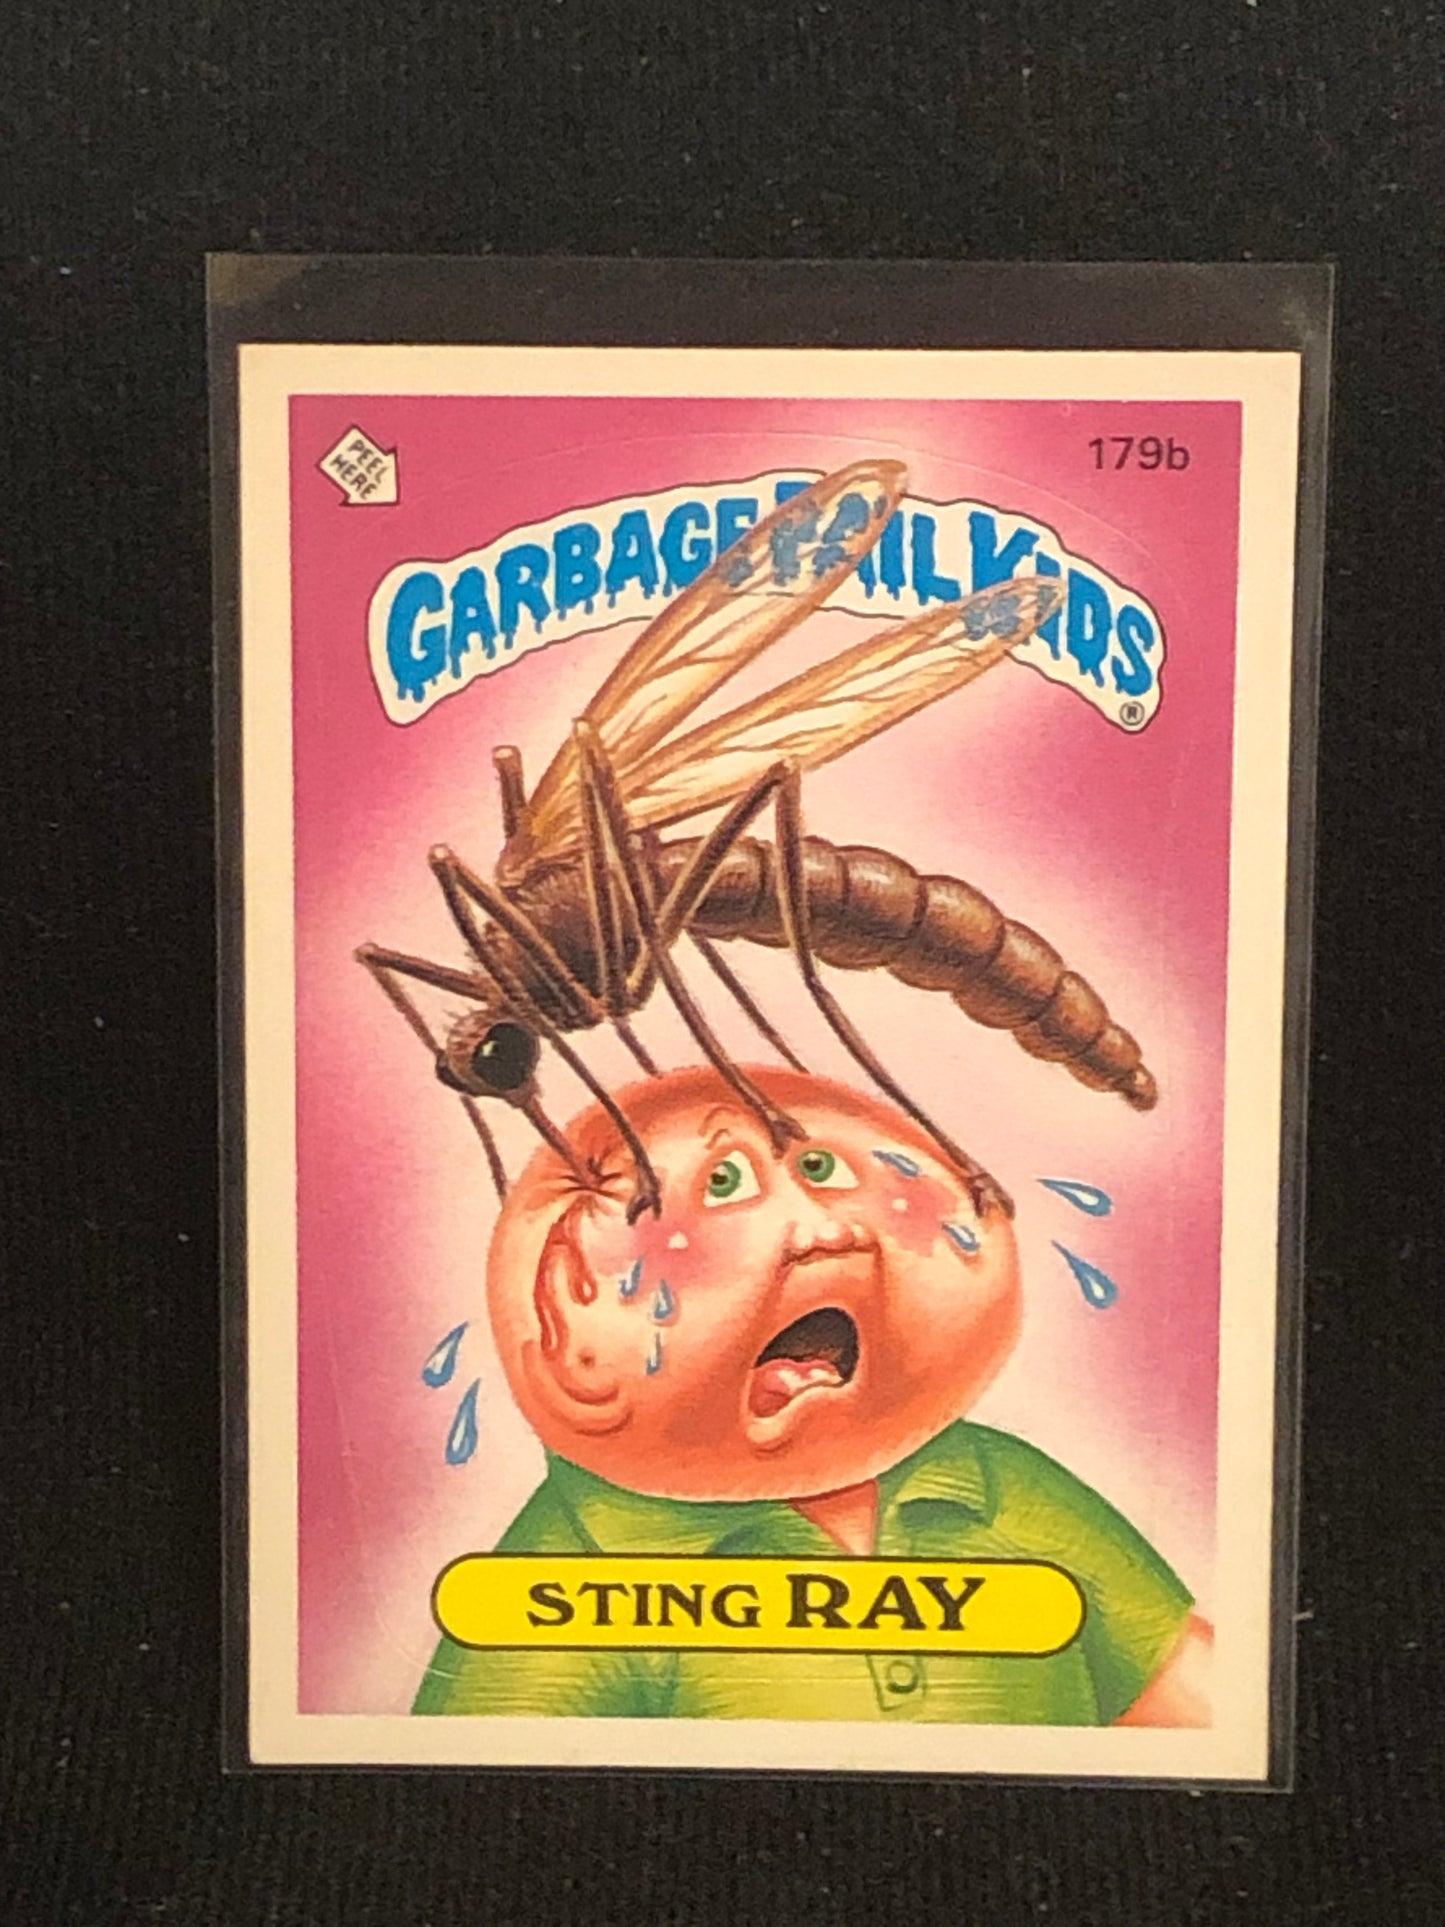 PEEL
HERE
179b
GARBAGE PAIL KIDS
®
STING RAY